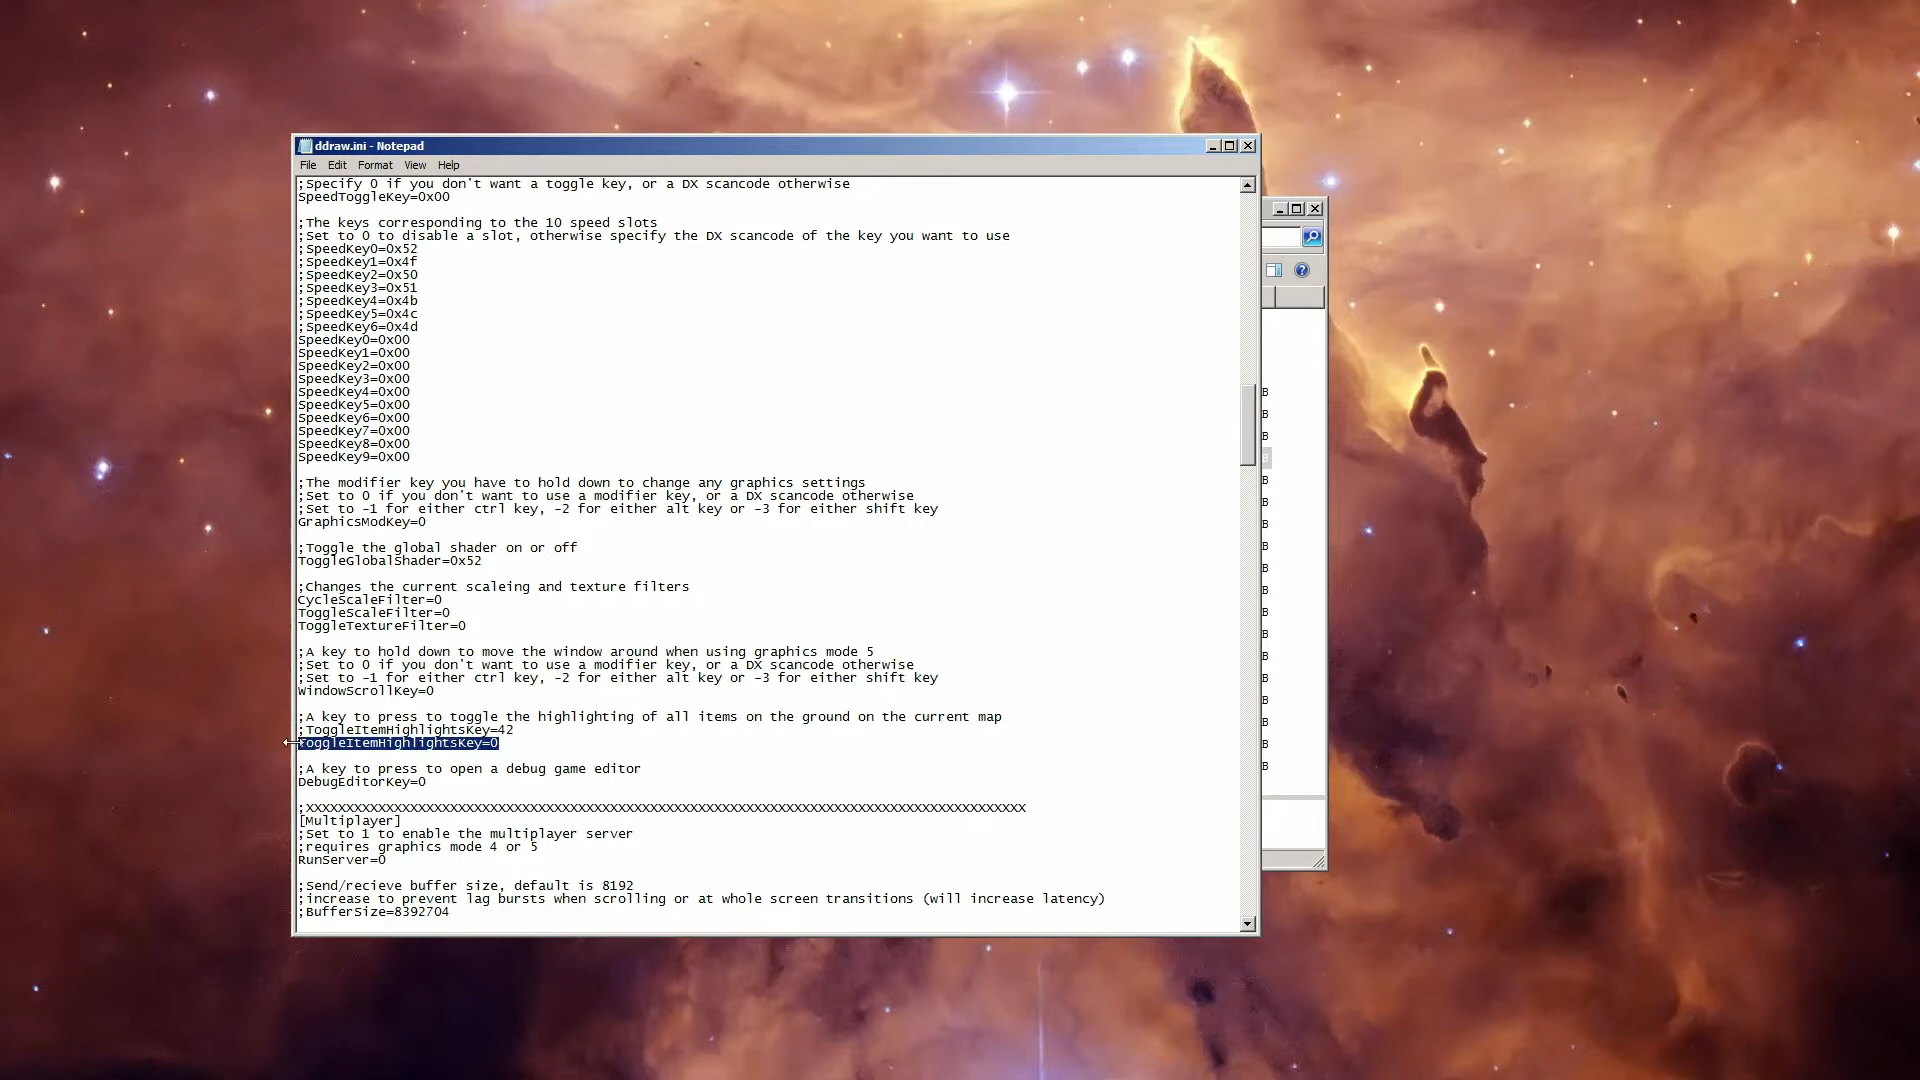 ddraw.ini - Notepad
File Edit Format View Help
;Specify 0 if you don't want a toggle key, or a DX scancode otherwise
SpeedToggleKey=0x00
;The keys corresponding to the 10 speed slots
;Set to 0 to disable a slot, otherwise specify the DX scancode of the key you want to use
;SpeedKey0=0x52
;SpeedKey1=0x4f
;SpeedKey2=0x50
;SpeedKey3=0x51
;SpeedKey4=0x4b
;SpeedKey5=0x4c
;SpeedKey6=0x4d
SpeedKey0=0x00
SpeedKey1=0x00
SpeedKey2=0x00
SpeedKey3=0x00
SpeedKey4=0x00
SpeedKey5=0x00
SpeedKey6=0x00
SpeedKey7=0x00
SpeedKey8=0x00
SpeedKey9=0x00
;The modifier key you have to hold down to change any graphics settings
;Set to 0 if you don't want to use a modifier key, or a DX scancode otherwise
;Set to -1 for either ctrl key, -2 for either alt key or -3 for either shift key
GraphicsModKey=0
;Toggle the global shader on or off
ToggleGlobalShader=0x52
;Changes the current scaleing and texture filters
CycleScaleFilter=0
ToggleScaleFilter=0
ToggleTextureFilter=0
;A key to hold down to move the window around when using graphics mode 5
;Set to 0 if you don't want to use a modifier key, or a DX scancode otherwise
;Set to -1 for either ctrl key, -2 for either alt key or -3 for either shift key
WindowScrollKey=0
;A key to press to toggle the highlighting of all items on the ground on the current map
;ToggleItemHighlightsKey=42
ToggleItemHighlightsKey=0
;A key to press to open a debug game editor
DebugEditorKey=0
;XXXXXXXXXXXXXXXXXXXXXXXXXXXXXXXXXXXXXXXXXXXXXXXXXXXXXXXXXXXXXXXXXXXXXXXXXXXXXXXXXXXXXXXXXX
[Multiplayer]
;Set to 1 to enable the multiplayer server
;requires graphics mode 4 or 5
RunServer=0
;Send/recieve buffer size, default is 8192
;increase to prevent lag bursts when scrolling or at whole screen transitions (will increase latency)
;BufferSize=8392704